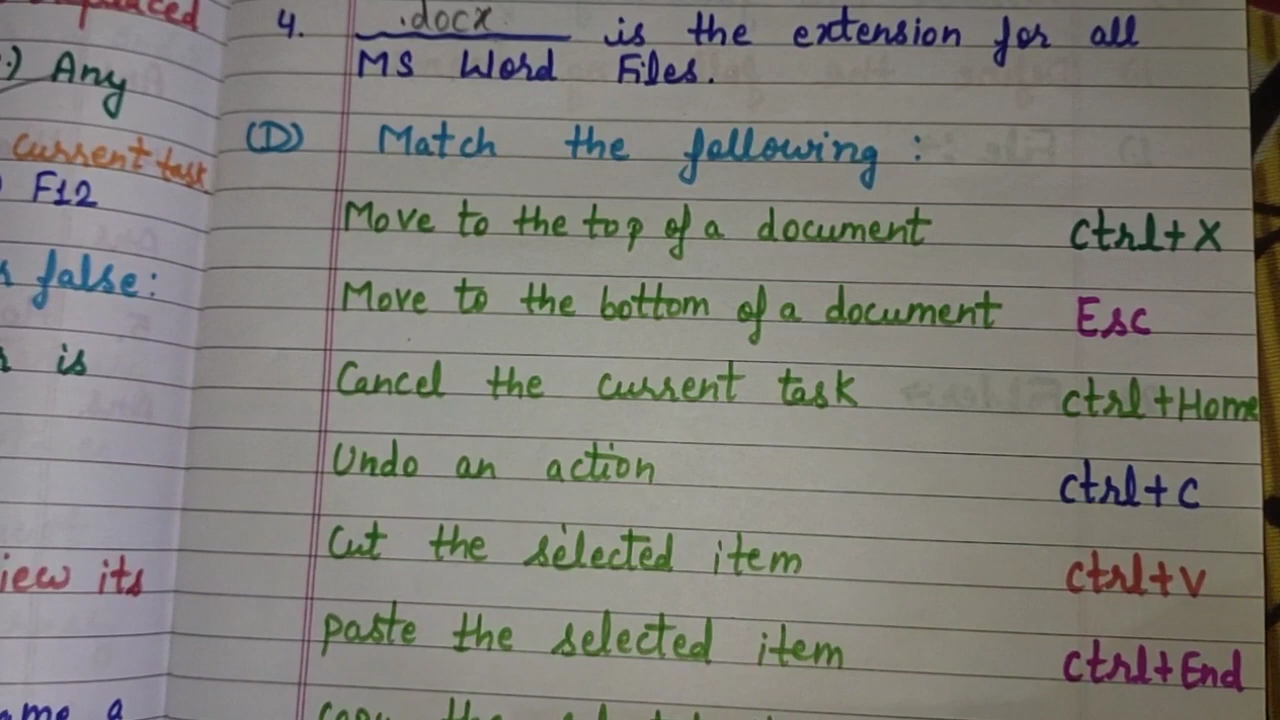 4. .docx is the extension for all
MS Word Files.
(D) Match the following :
Move to the top of a document ctrl+X
Move to the bottom of a document Esc
Cancel the current task ctrl+Home
Undo an action ctrl+c
Cut the selected item ctrl+v
paste the selected item ctrl+End
the
Any
current task
F12
false:
is
its
a